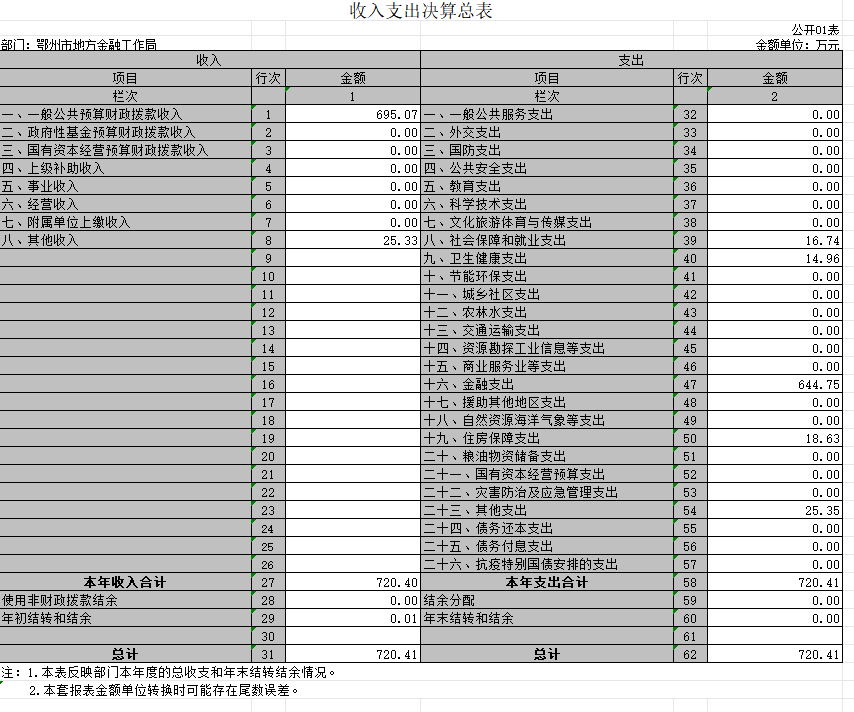 收入支出决算总表
公开01表
部门：鄂州市地方金融工作局 金额单位：万元
收入 支出
项目 行次 金额 项目 行次 金额
栏次 1 栏次 2
一、一般公共预算财政拨款收入 1 695.07 一、一般公共服务支出 32 0.00
二、政府性基金预算财政拨款收入 2 0.00 二、外交支出 33 0.00
三、国有资本经营预算财政拨款收入 3 0.00 三、国防支出 34 0.00
四、上级补助收入 4 0.00 四、公共安全支出 35 0.00
五、事业收入 5 0.00 五、教育支出 36 0.00
六、经营收入 6 0.00 六、科学技术支出 37 0.00
七、附属单位上缴收入 7 0.00 七、文化旅游体育与传媒支出 38 0.00
八、其他收入 8 25.33 八、社会保障和就业支出 39 16.74
9 九、卫生健康支出 40 14.96
10 十、节能环保支出 41 0.00
11 十一、城乡社区支出 42 0.00
12 十二、农林水支出 43 0.00
13 十三、交通运输支出 44 0.00
14 十四、资源勘探工业信息等支出 45 0.00
15 十五、商业服务业等支出 46 0.00
16 十六、金融支出 47 644.75
17 十七、援助其他地区支出 48 0.00
18 十八、自然资源海洋气象等支出 49 0.00
19 十九、住房保障支出 50 18.63
20 二十、粮油物资储备支出 51 0.00
21 二十一、国有资本经营预算支出 52 0.00
22 二十二、灾害防治及应急管理支出 53 0.00
23 二十三、其他支出 54 25.35
24 二十四、债务还本支出 55 0.00
25 二十五、债务付息支出 56 0.00
26 二十六、抗疫特别国债安排的支出 57 0.00
本年收入合计 27 720.40 本年支出合计 58 720.41
使用非财政拨款结余 28 0.00 结余分配 59 0.00
年初结转和结余 29 0.01 年末结转和结余 60 0.00
30 61
总计 31 720.41 总计 62 720.41
注：1.本表反映部门本年度的总收支和年末结转结余情况。
2.本套报表金额单位转换时可能存在尾数误差。